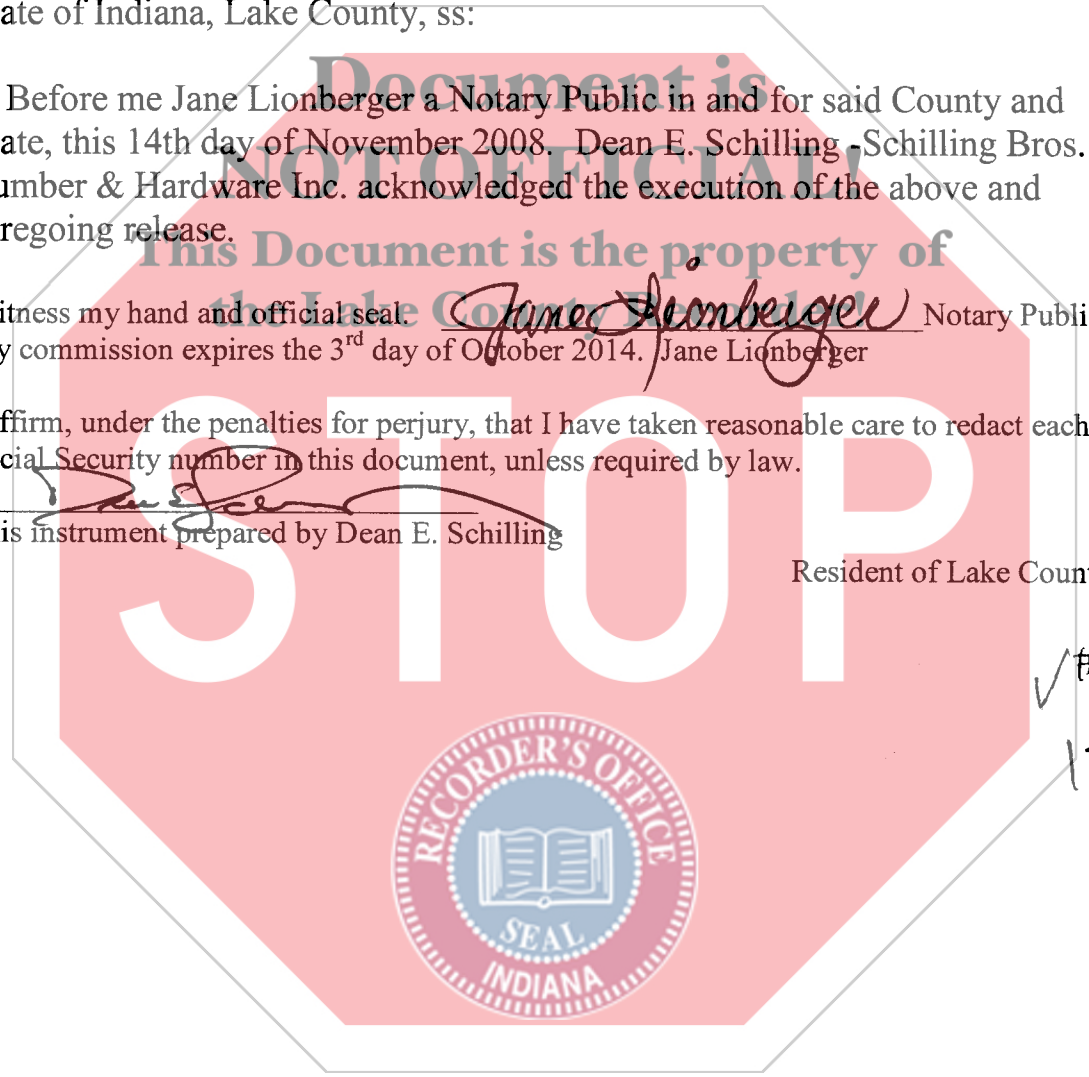 ate of Indiana, Lake County, ss:
Document is
Before me Jane Lionberger a Notary Public in and for said County and
ate, this 14th day of November 2008. Dean E. Schilling -Schilling Bros.
NOT OFFICIAL!
umber & Hardware Inc. acknowledged the execution of the above and
regoing release.
This Document is the property of
the Lake County Recorder!
itness my hand and official seal. Jane Lionberger Notary Publi
y commission expires the 3rd day of October 2014. Jane Lionberger
ffirm, under the penalties for perjury, that I have taken reasonable care to redact each
cial Security number in this document, unless required by law.
is instrument prepared by Dean E. Schilling
Resident of Lake Coun
STOP
RECORDER'S OFFICE
SEAL
INDIANA